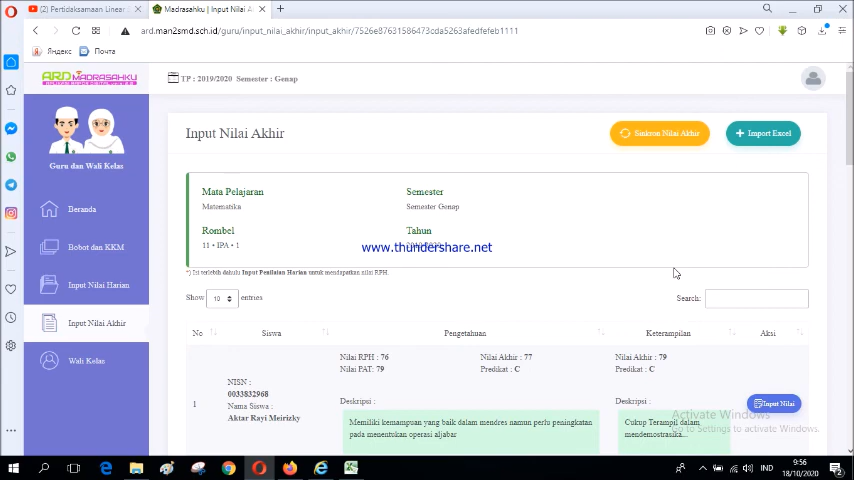 Pertidaksamaan Linear
Madrasahku | Input Nilai Akhir
ard.man2smd.sch.id/guru/input_nilai_akhir/input_akhir/7526e87631586473cda5263afedfefeb1111
Яндекс
Почта
ARD MADRASAHKU
TP : 2019/2020 Semester : Genap
Guru dan Wali Kelas
Beranda
Bobot dan KKM
Input Nilai Harian
Input Nilai Akhir
Wali Kelas
Input Nilai Akhir
Sinkron Nilai Akhir
Import Excel
Mata Pelajaran
Semester
Matematika
Semester Genap
Rombel
Tahun
11 • IPA • 1
www.thundershare.net
*) Isi terlebih dahulu Input Penilaian Harian untuk mendapatkan nilai RPH.
Show 10 entries
Search:
No Siswa Pengetahuan Keterampilan Aksi
Nilai RPH : 76 Nilai Akhir : 77 Nilai Akhir : 79
Nilai PAT: 79 Predikat : C Predikat : C
1
NISN :
0033832968
Nama Siswa :
Aktar Rayi Meirizky
Deskripsi :
Memiliki kemampuan yang baik dalam mendres namun perlu peningkatan
pada menentukan operasi aljabar
Deskripsi :
Cukup Terampil dalam
mendemostrasika...
Input Nilai
Activate Windows
Go to Settings to activate Windows.
IND
9:56
18/10/2020
2